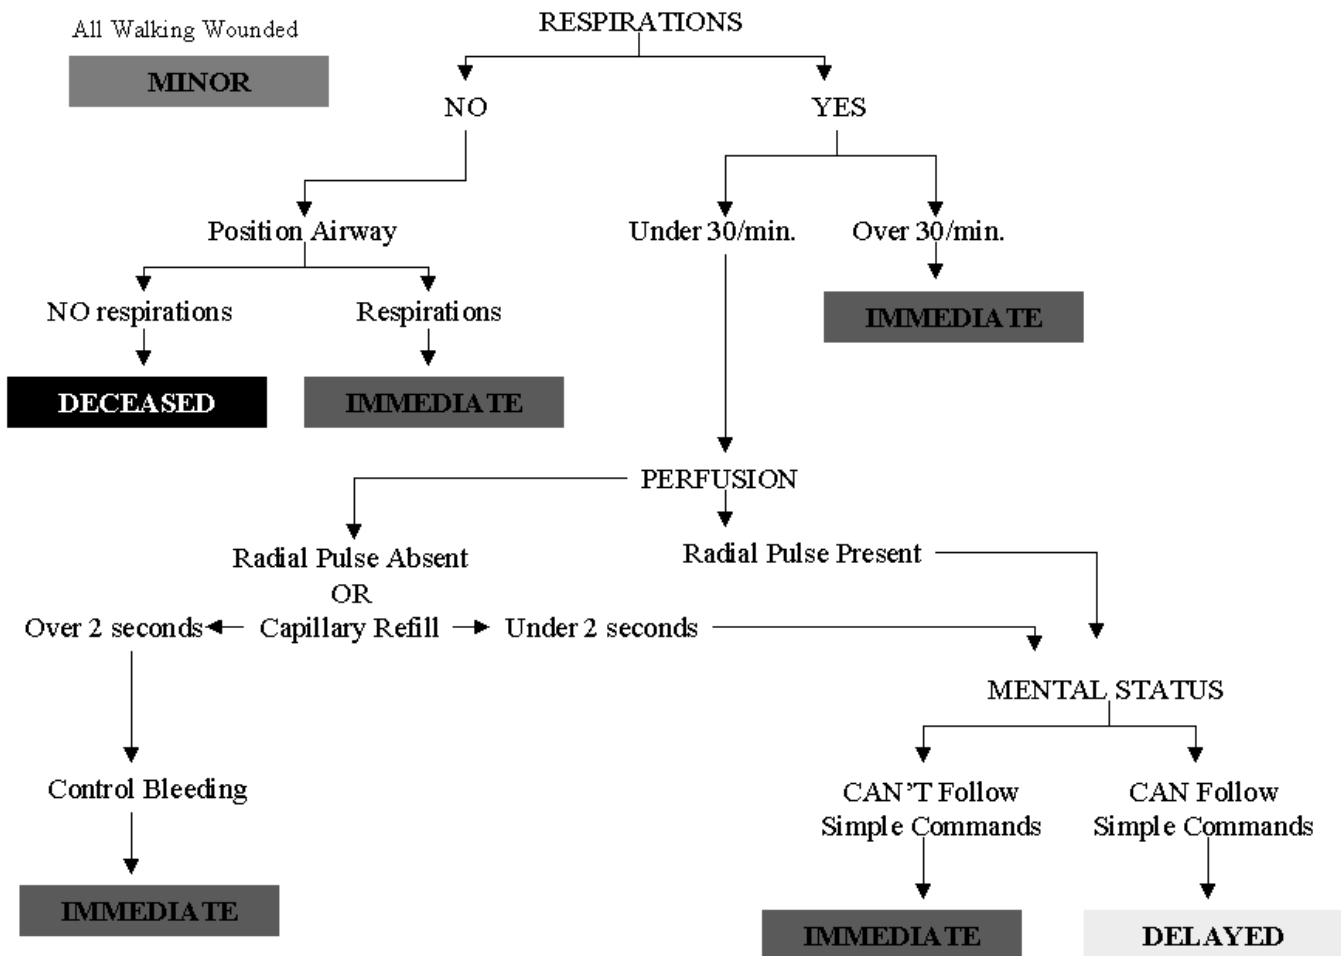 All Walking Wounded
MINOR
RESPIRATIONS
NO
YES
Position Airway
Under 30/min.
Over 30/min.
NO respirations
Respirations
IMMEDIATE
DECEASED
IMMEDIATE
PERFUSION
Radial Pulse Absent
OR
Radial Pulse Present
Over 2 seconds
Capillary Refill
Under 2 seconds
MENTAL STATUS
Control Bleeding
CAN'T Follow
Simple Commands
CAN Follow
Simple Commands
IMMEDIATE
IMMEDIATE
DELAYED